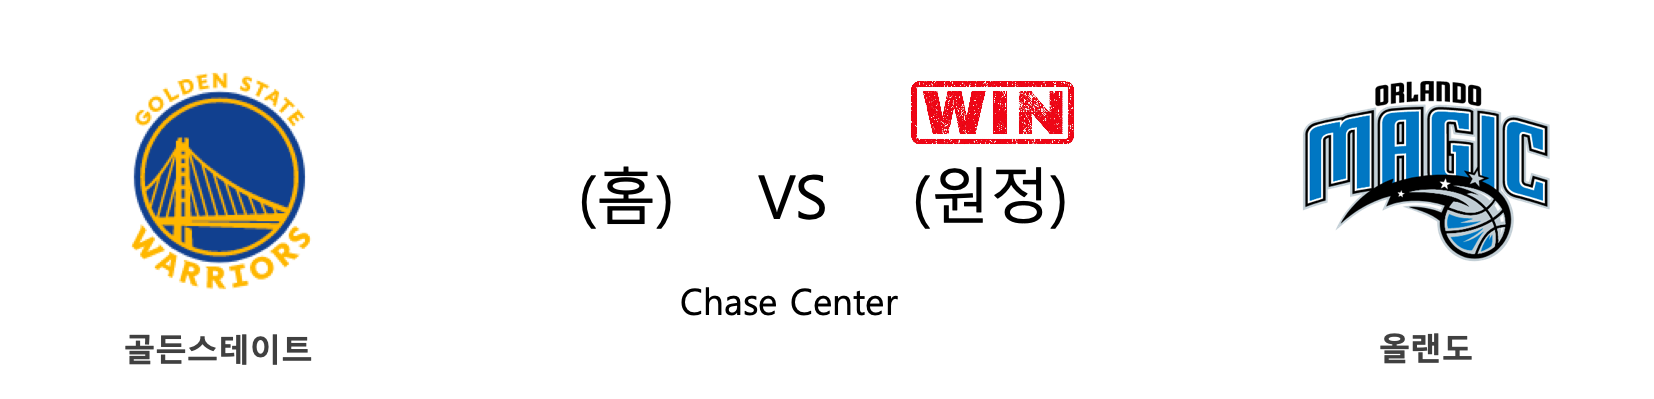 GOLDEN STATE
WARRIORS
골든스테이트
WIN
(홈) VS (원정)
Chase Center
ORLANDO
MAGIC
올랜도